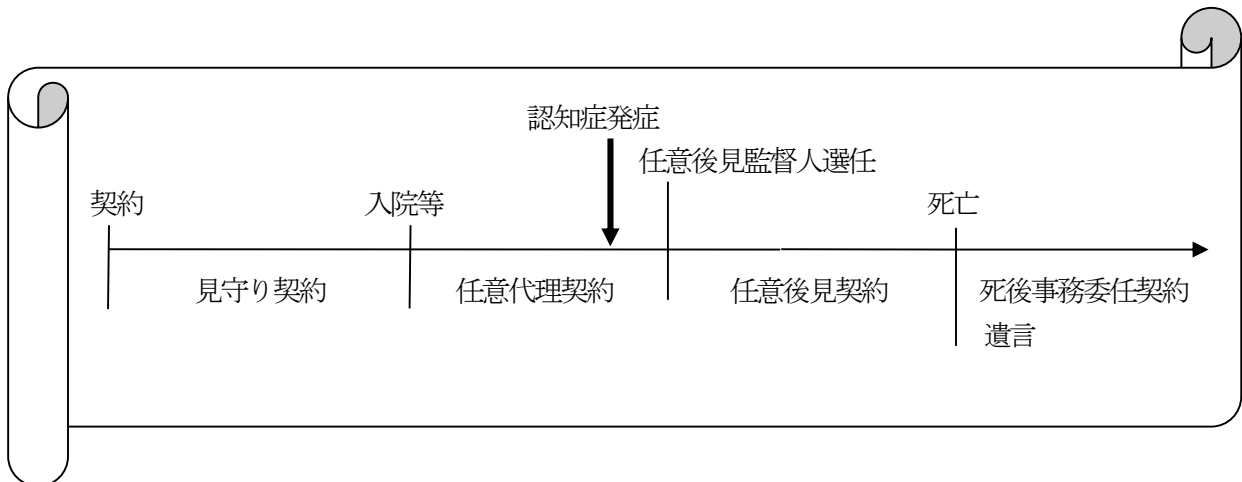 認知症発症
任意後見監督人選任
契約 入院等 死亡
見守り契約 任意代理契約 任意後見契約 死後事務委任契約
遺言